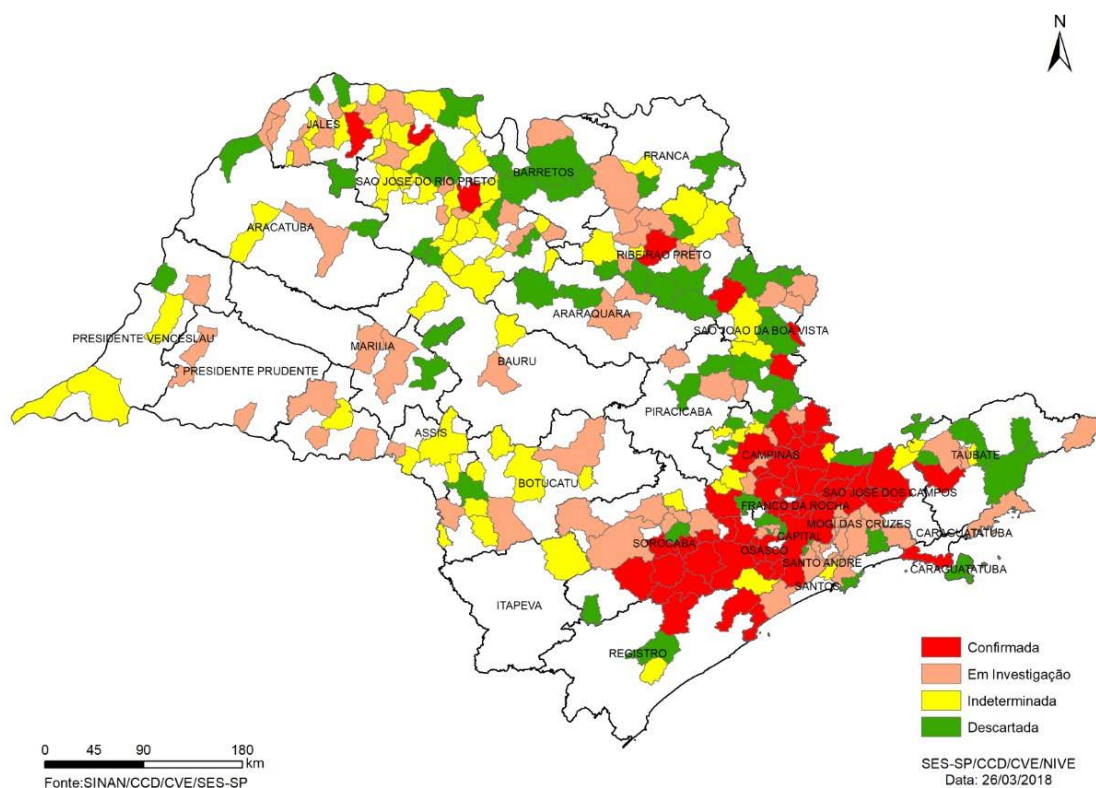 N
JALES
FRANCA
BARRETOS
SAO JOSE DO RIO PRETO
ARACATUBA
RIBEIRAO PRETO
ARARAQUARA
SAO JOAO DA BOA VISTA
PRESIDENTE VENCESLAU
MARILIA
BAURU
PRESIDENTE PRUDENTE
PIRACICABA
ASSIS
CAMPINAS
TAUBATE
BOTUCATU
SAO JOSE DOS CAMPOS
FRANCO DA ROCHA
MOGI DAS CRUZES
CAPITAL
CARAGUATATUBA
CARAGUATATUBA
SOROCABA
OSASCO
SANTO ANDRE
CARAGUATATUBA
SANTOS
ITAPEVA
REGISTRO
Confirmada
Em Investigação
Indeterminada
Descartada
0 45 90 180
km
Fonte:SINAN/CCD/CVE/SES-SP
SES-SP/CCD/CVE/NIVE
Data: 26/03/2018